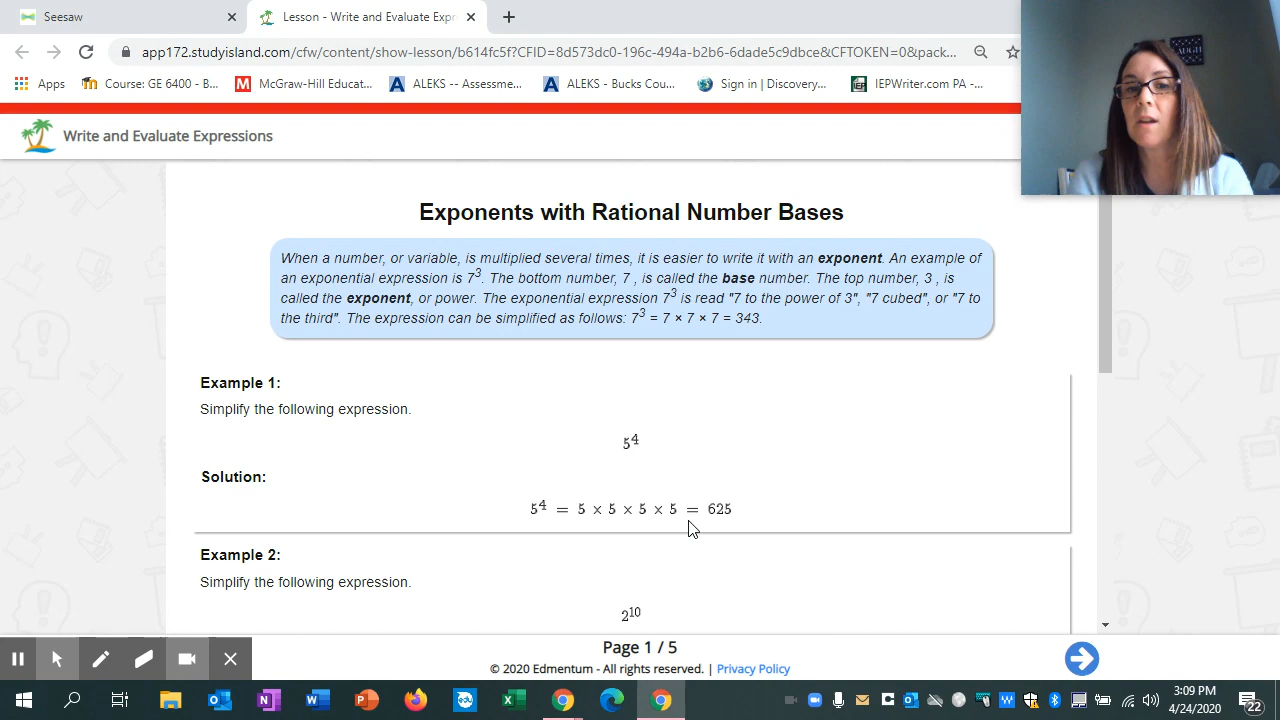 Seesaw
Lesson - Write and Evaluate Expr
app172.studyisland.com/cfw/content/show-lesson/b614fc5f?CFID=8d573dc0-196c-494a-b2b6-6dade5c9dbce&CFTOKEN=0&pack...
Apps
Course: GE 6400 - B...
McGraw-Hill Educat...
ALEKS -- Assessme...
ALEKS - Bucks Cou...
Sign in | Discovery...
IEPWriter.com PA -...
Write and Evaluate Expressions
Exponents with Rational Number Bases
When a number, or variable, is multiplied several times, it is easier to write it with an exponent. An example of
an exponential expression is 7³. The bottom number, 7 , is called the base number. The top number, 3 , is
called the exponent, or power. The exponential expression 7³ is read "7 to the power of 3", "7 cubed", or "7 to
the third". The expression can be simplified as follows: 7³ = 7 × 7 × 7 = 343.
Example 1:
Simplify the following expression.
5⁴
Solution:
5⁴ = 5 × 5 × 5 × 5 = 625
Example 2:
Simplify the following expression.
2¹⁰
Page 1 / 5
© 2020 Edmentum - All rights reserved. | Privacy Policy
3:09 PM
4/24/2020
22